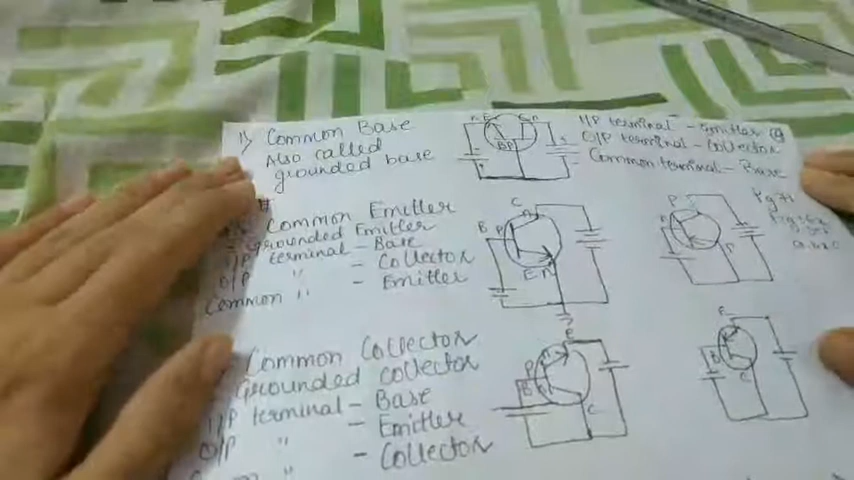 1) Common Base
Also called
grounded base
I/P terminal - Emitter
O/P terminal - Collector
Common terminal - Base
Common Emitter
- grounded Emitter
I/P terminal - Base
O/P " - Collector
Common " - Emitter
Common Collector
Grounded collector
I/P terminal - Base
O/P " - Emitter
" - Collector